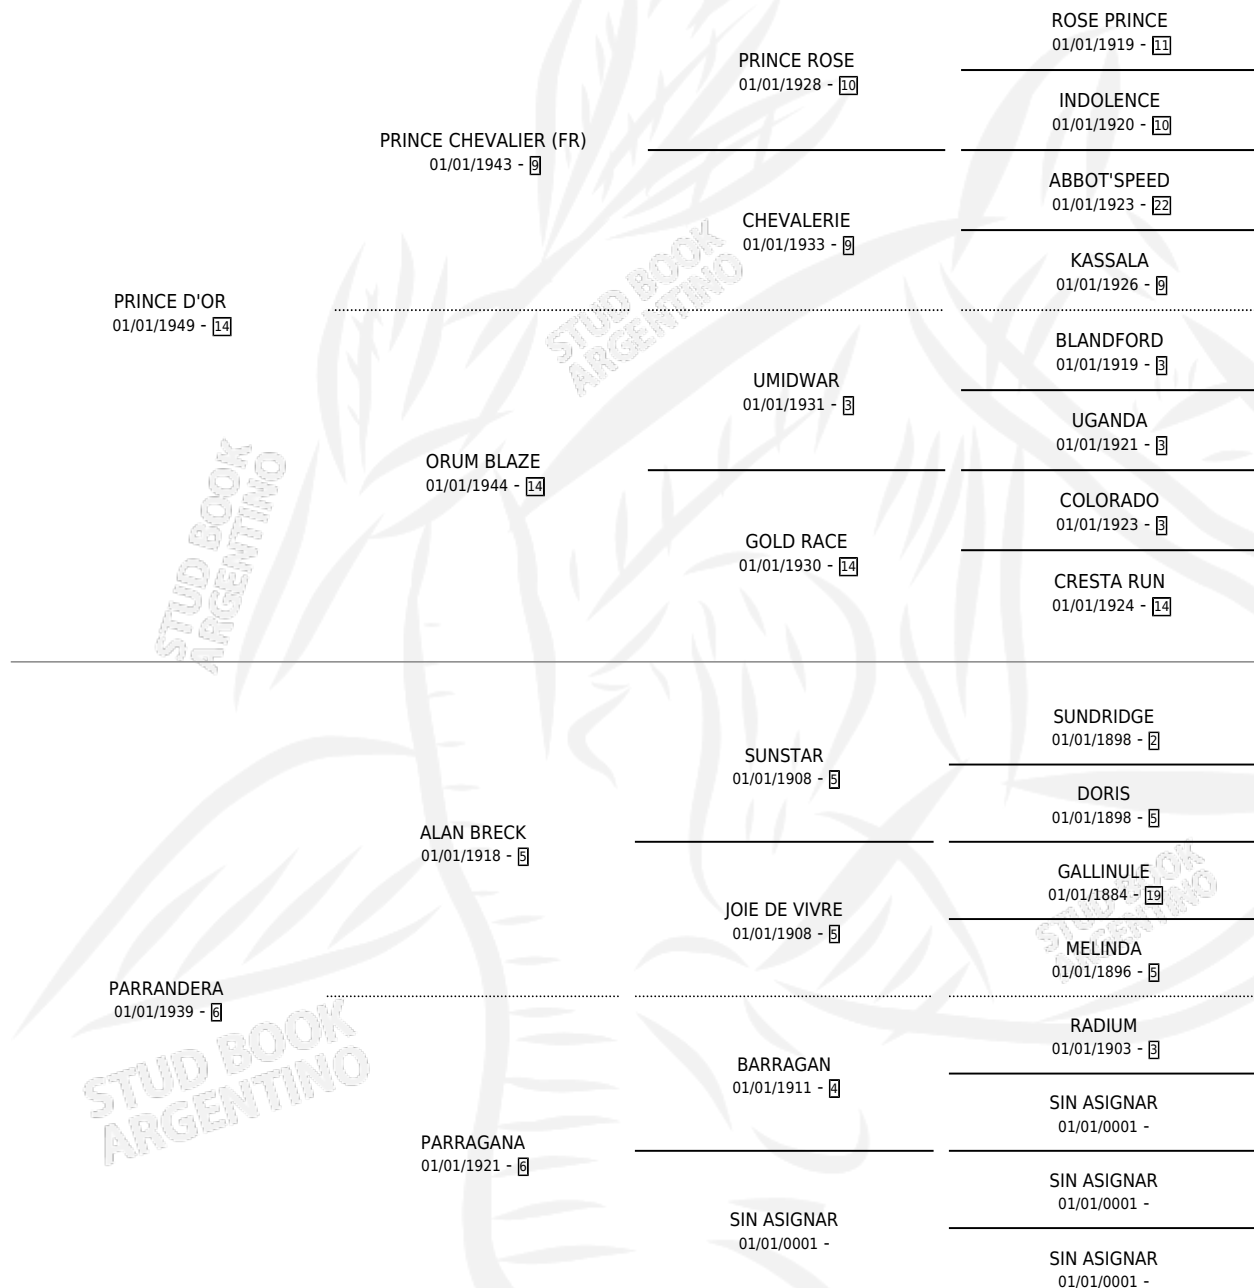 ROSE PRINCE
01/01/1919 - 11
PRINCE ROSE
01/01/1928 - 10
INDOLENCE
01/01/1920 - 10
PRINCE CHEVALIER (FR)
01/01/1943 - 9
ABBOT'SPEED
01/01/1923 - 22
CHEVALERIE
01/01/1933 - 9
KASSALA
01/01/1926 - 9
PRINCE D'OR
01/01/1949 - 14
BLANDFORD
01/01/1919 - 3
UMIDWAR
01/01/1931 - 3
UGANDA
01/01/1921 - 3
ORUM BLAZE
01/01/1944 - 14
COLORADO
01/01/1923 - 3
GOLD RACE
01/01/1930 - 14
CRESTA RUN
01/01/1924 - 14
SUNDRIDGE
01/01/1898 - 2
SUNSTAR
01/01/1908 - 5
DORIS
01/01/1898 - 5
ALAN BRECK
01/01/1918 - 5
GALLINULE
01/01/1884 - 19
JOIE DE VIVRE
01/01/1908 - 5
MELINDA
01/01/1896 - 5
PARRANDERA
01/01/1939 - 6
RADIUM
01/01/1903 - 3
BARRAGAN
01/01/1911 - 4
SIN ASIGNAR
01/01/0001 -
PARRAGANA
01/01/1921 - 6
SIN ASIGNAR
01/01/0001 -
SIN ASIGNAR
01/01/0001 -
SIN ASIGNAR
01/01/0001 -
STUD BOOK
ARGENTINO
STUD BOOK
ARGENTINO
STUD BOOK
ARGENTINO
STUD BOOK
ARGENTINO